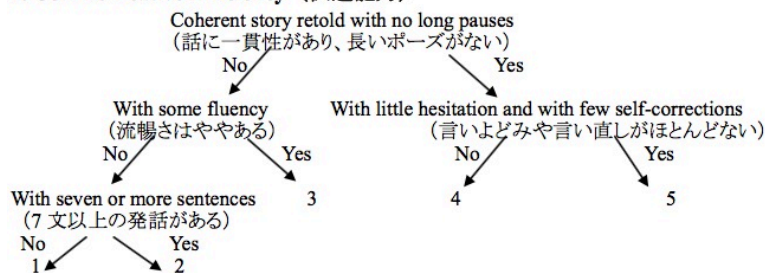 Coherent story retold with no long pauses
（話に一貫性があり、長いポーズがない）
No Yes
With some fluency With little hesitation and with few self-corrections
（流暢さはややある） （言いよどみや言い直しがほとんどない）
No Yes No Yes
With seven or more sentences 3 4 5
（7 文以上の発話がある）
No Yes
1 2